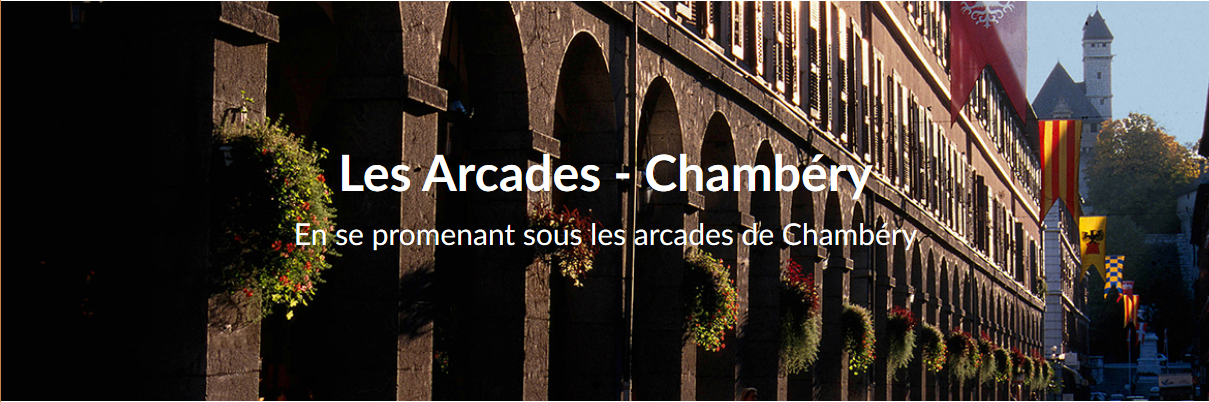 Les Arcades - Chambéry
En se promenant sous les arcades de Chambéry